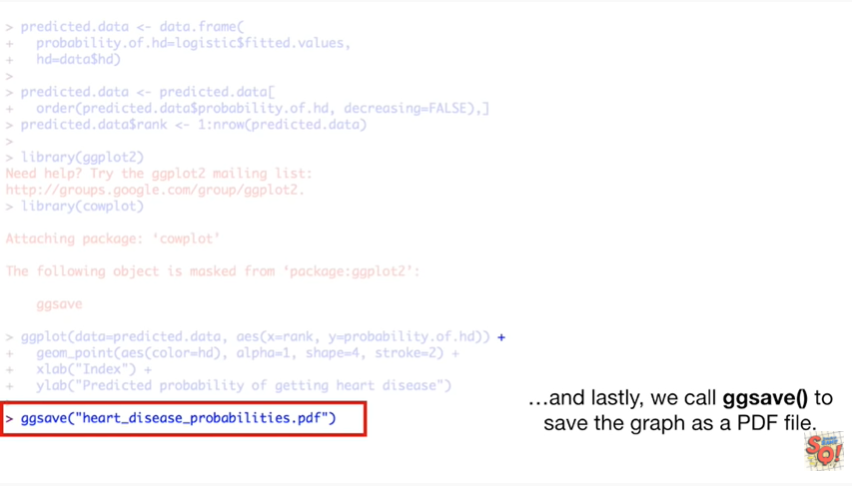 > predicted.data <- data.frame(
+   probability.of.hd=logistic$fitted.values,
+   hd=data$hd)
>
> predicted.data <- predicted.data[
+   order(predicted.data$probability.of.hd, decreasing=FALSE),]
> predicted.data$rank <- 1:nrow(predicted.data)
>
> library(ggplot2)
Need help? Try the ggplot2 mailing list:
http://groups.google.com/group/ggplot2.
> library(cowplot)
Attaching package: ‘cowplot’
The following object is masked from ‘package:ggplot2’:
    ggsave
> ggplot(data=predicted.data, aes(x=rank, y=probability.of.hd)) +
+   geom_point(aes(color=hd), alpha=1, shape=4, stroke=2) +
+   xlab("Index") +
+   ylab("Predicted probability of getting heart disease")
> ggsave("heart_disease_probabilities.pdf")
…and lastly, we call ggsave() to
save the graph as a PDF file.
SQ!